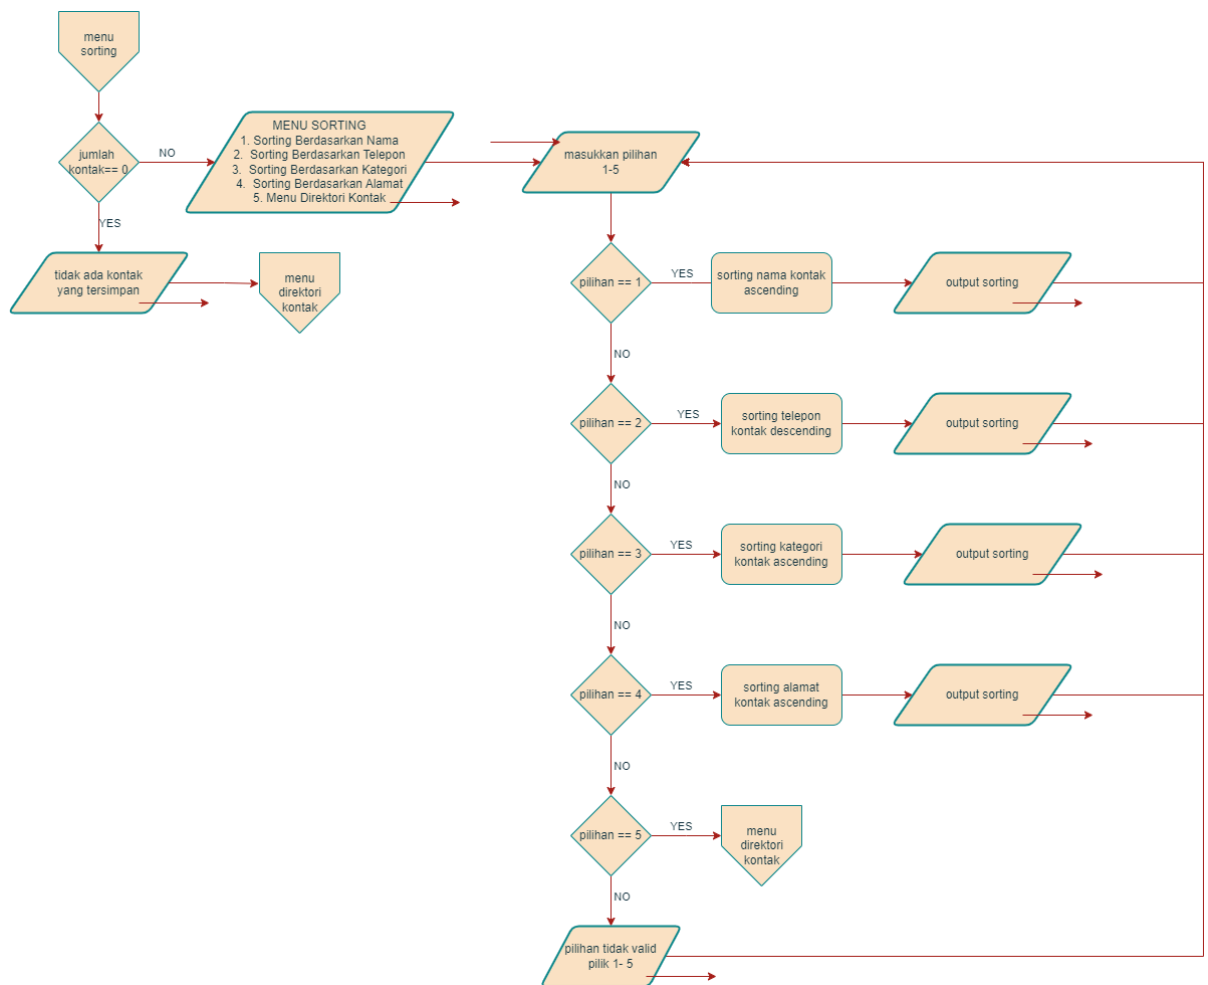 menu
sorting
jumlah
kontak== 0
NO
YES
MENU SORTING
1. Sorting Berdasarkan Nama
2. Sorting Berdasarkan Telepon
3. Sorting Berdasarkan Kategori
4. Sorting Berdasarkan Alamat
5. Menu Direktori Kontak
tidak ada kontak
yang tersimpan
menu
direktori
kontak
masukkan pilihan
1-5
pilihan == 1
YES
sorting nama kontak
ascending
output sorting
NO
pilihan == 2
YES
sorting telepon
kontak descending
output sorting
NO
pilihan == 3
YES
sorting kategori
kontak ascending
output sorting
NO
pilihan == 4
YES
sorting alamat
kontak ascending
output sorting
NO
pilihan == 5
YES
menu
direktori
kontak
NO
pilihan tidak valid
pilik 1- 5